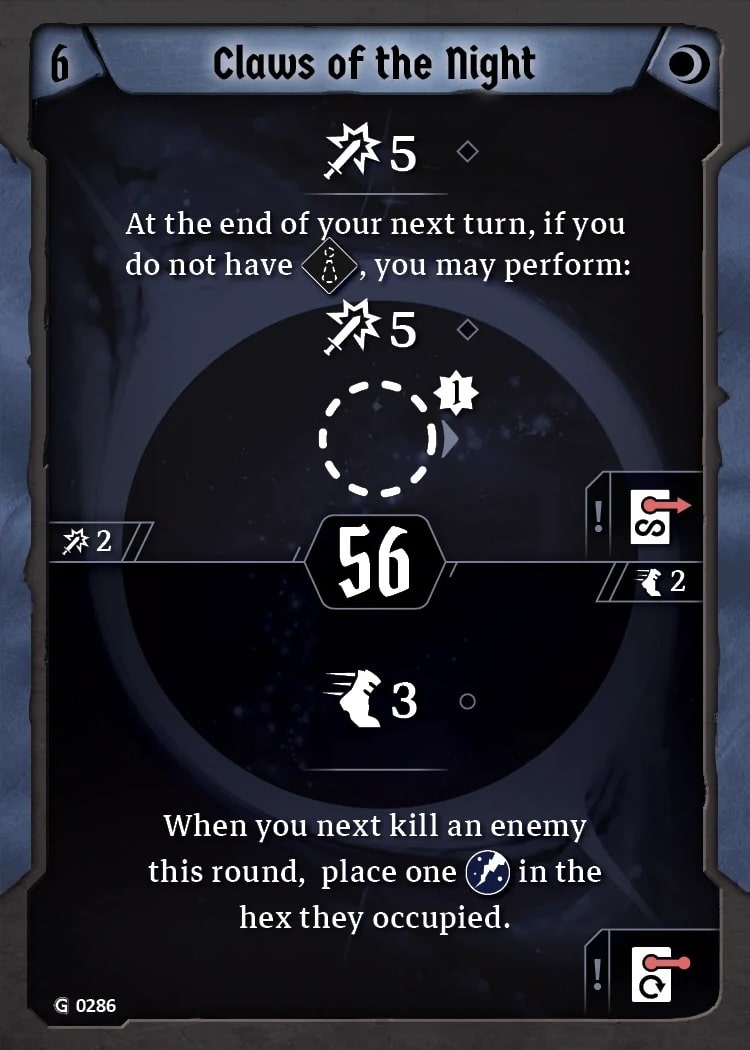 6
Claws of the Night
5
At the end of your next turn, if you
do not have , you may perform:
5
1
!
2
56
2
3
When you next kill an enemy
this round, place one in the
hex they occupied.
!
G 0286